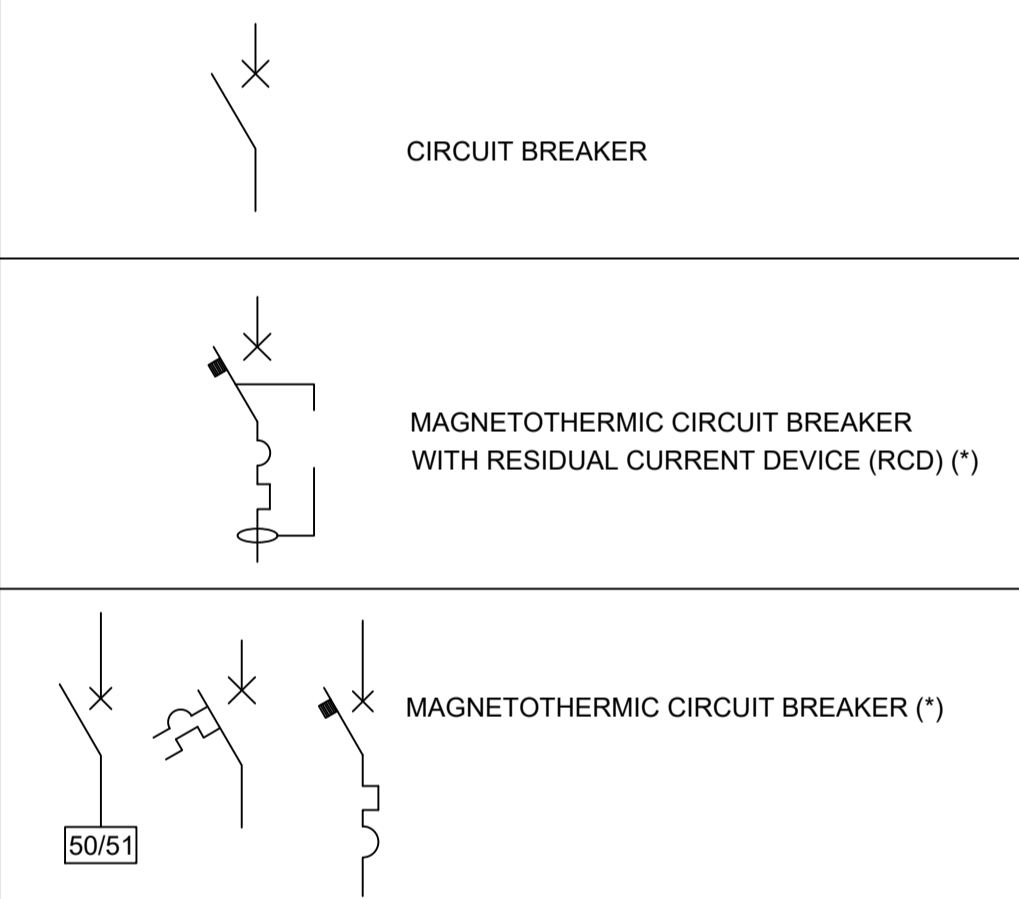 CIRCUIT BREAKER
MAGNETOTHERMIC CIRCUIT BREAKER
WITH RESIDUAL CURRENT DEVICE (RCD) (*)
MAGNETOTHERMIC CIRCUIT BREAKER (*)
50/51